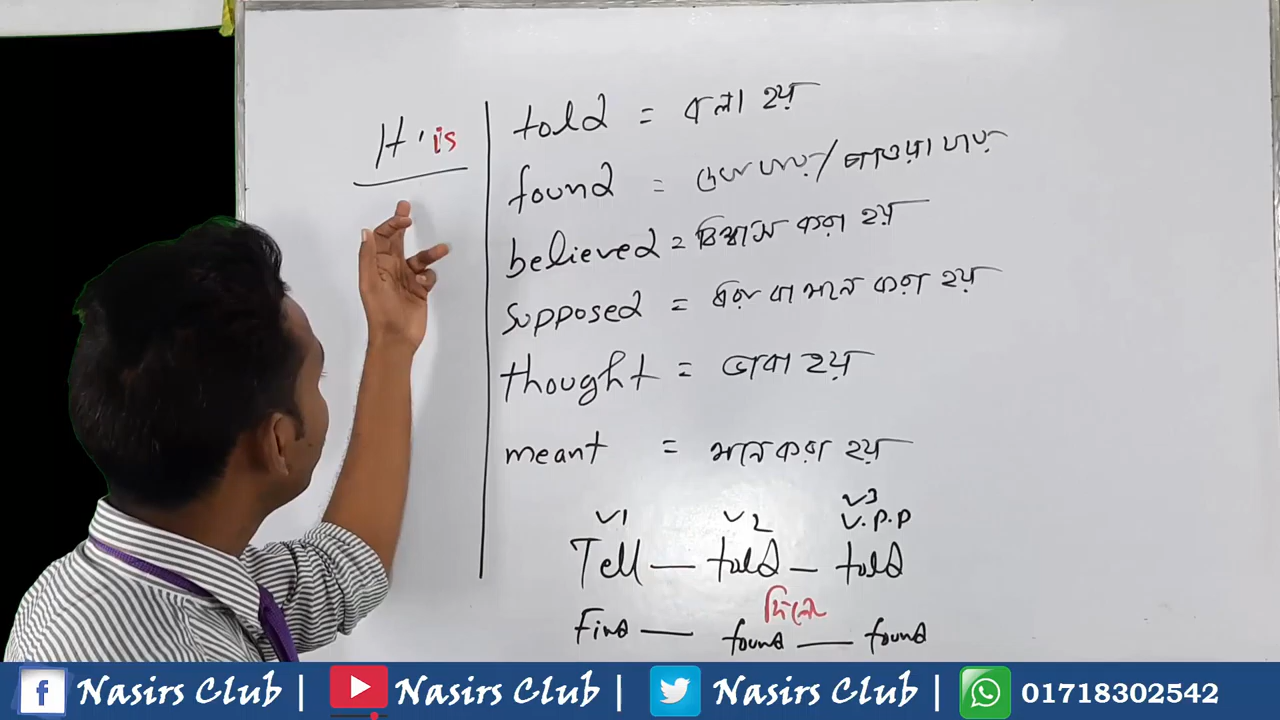 It'is
told = বলা হয়
found = দেখা যায়/পাওয়া যায়
believed = বিশ্বাস করা হয়
supposed = ধরা বা মনে করা হয়
thought = ভাবা হয়
meant = মনে করা হয়
V1 V2 V3
V.P.P
Tell — told — told
Find — found — found
Nasirs Club | Nasirs Club | Nasirs Club | 01718302542